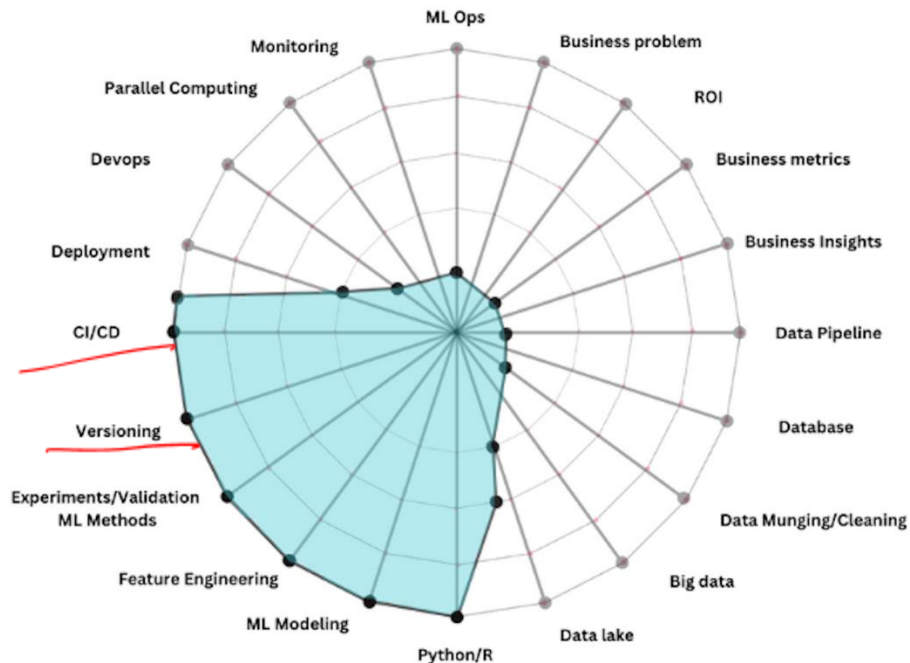 ML Ops
Business problem
ROI
Business metrics
Business Insights
Data Pipeline
Database
Data Munging/Cleaning
Big data
Data lake
Python/R
ML Modeling
Feature Engineering
Experiments/Validation
ML Methods
Versioning
CI/CD
Deployment
Devops
Parallel Computing
Monitoring